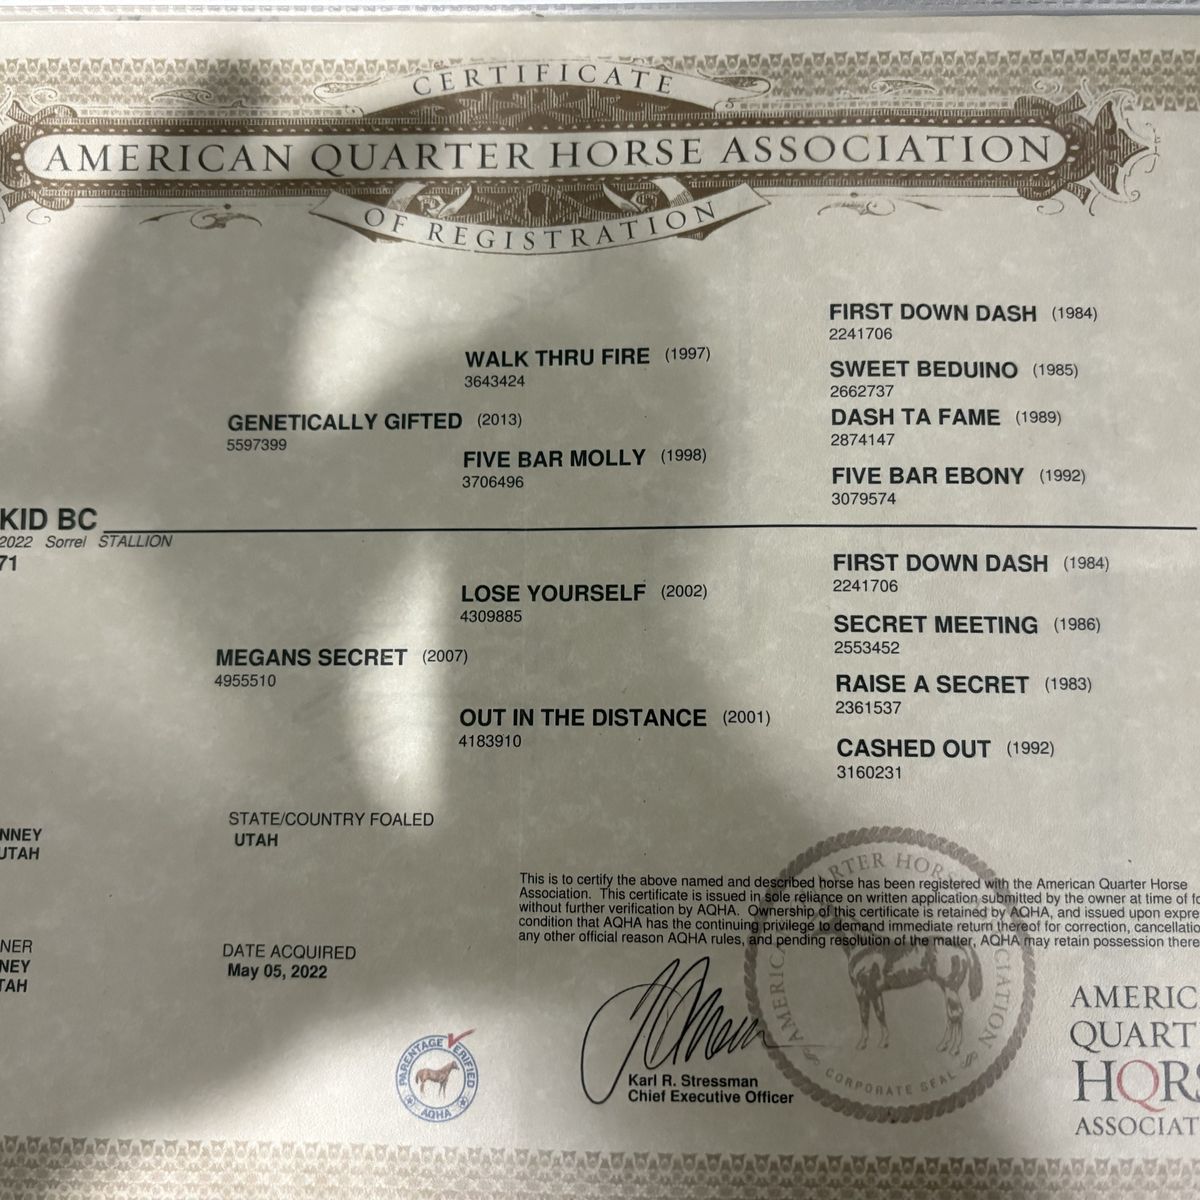 CERTIFICATE
AMERICAN QUARTER HORSE ASSOCIATION
OF REGISTRATION
FIRST DOWN DASH (1984)
2241706
WALK THRU FIRE (1997)
3643424
SWEET BEDUINO (1985)
2662737
GENETICALLY GIFTED (2013)
5597399
DASH TA FAME (1989)
2874147
FIVE BAR MOLLY (1998)
3706496
FIVE BAR EBONY (1992)
3079574
KID BC
2022 Sorrel STALLION
71
FIRST DOWN DASH (1984)
2241706
LOSE YOURSELF (2002)
4309885
SECRET MEETING (1986)
2553452
MEGANS SECRET (2007)
4955510
RAISE A SECRET (1983)
2361537
OUT IN THE DISTANCE (2001)
4183910
CASHED OUT (1992)
3160231
NNEY
UTAH
STATE/COUNTRY FOALED
UTAH
This is to certify the above named and described horse has been registered with the American Quarter Horse
Association. This certificate is issued in sole reliance on written application submitted by the owner at time of fo
without further verification by AQHA. Ownership of this certificate is retained by AQHA, and issued upon expre
condition that AQHA has the continuing privilege to demand immediate return thereof for correction, cancellatio
any other official reason AQHA rules, and pending resolution of the matter, AQHA may retain possession there
NER
NEY
TAH
DATE ACQUIRED
May 05, 2022
PARENTAGE VERIFIED
AQHA
Karl R. Stressman
Chief Executive Officer
CORPORATE SEAL
AMERIC
QUART
HORS
ASSOCIAT